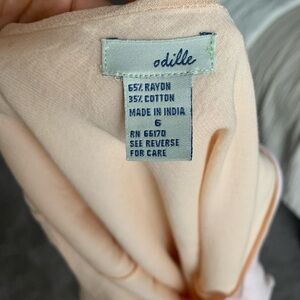 odille
65% RAYON
35% COTTON
MADE IN INDIA
6
RN 66170
SEE REVERSE
FOR CARE